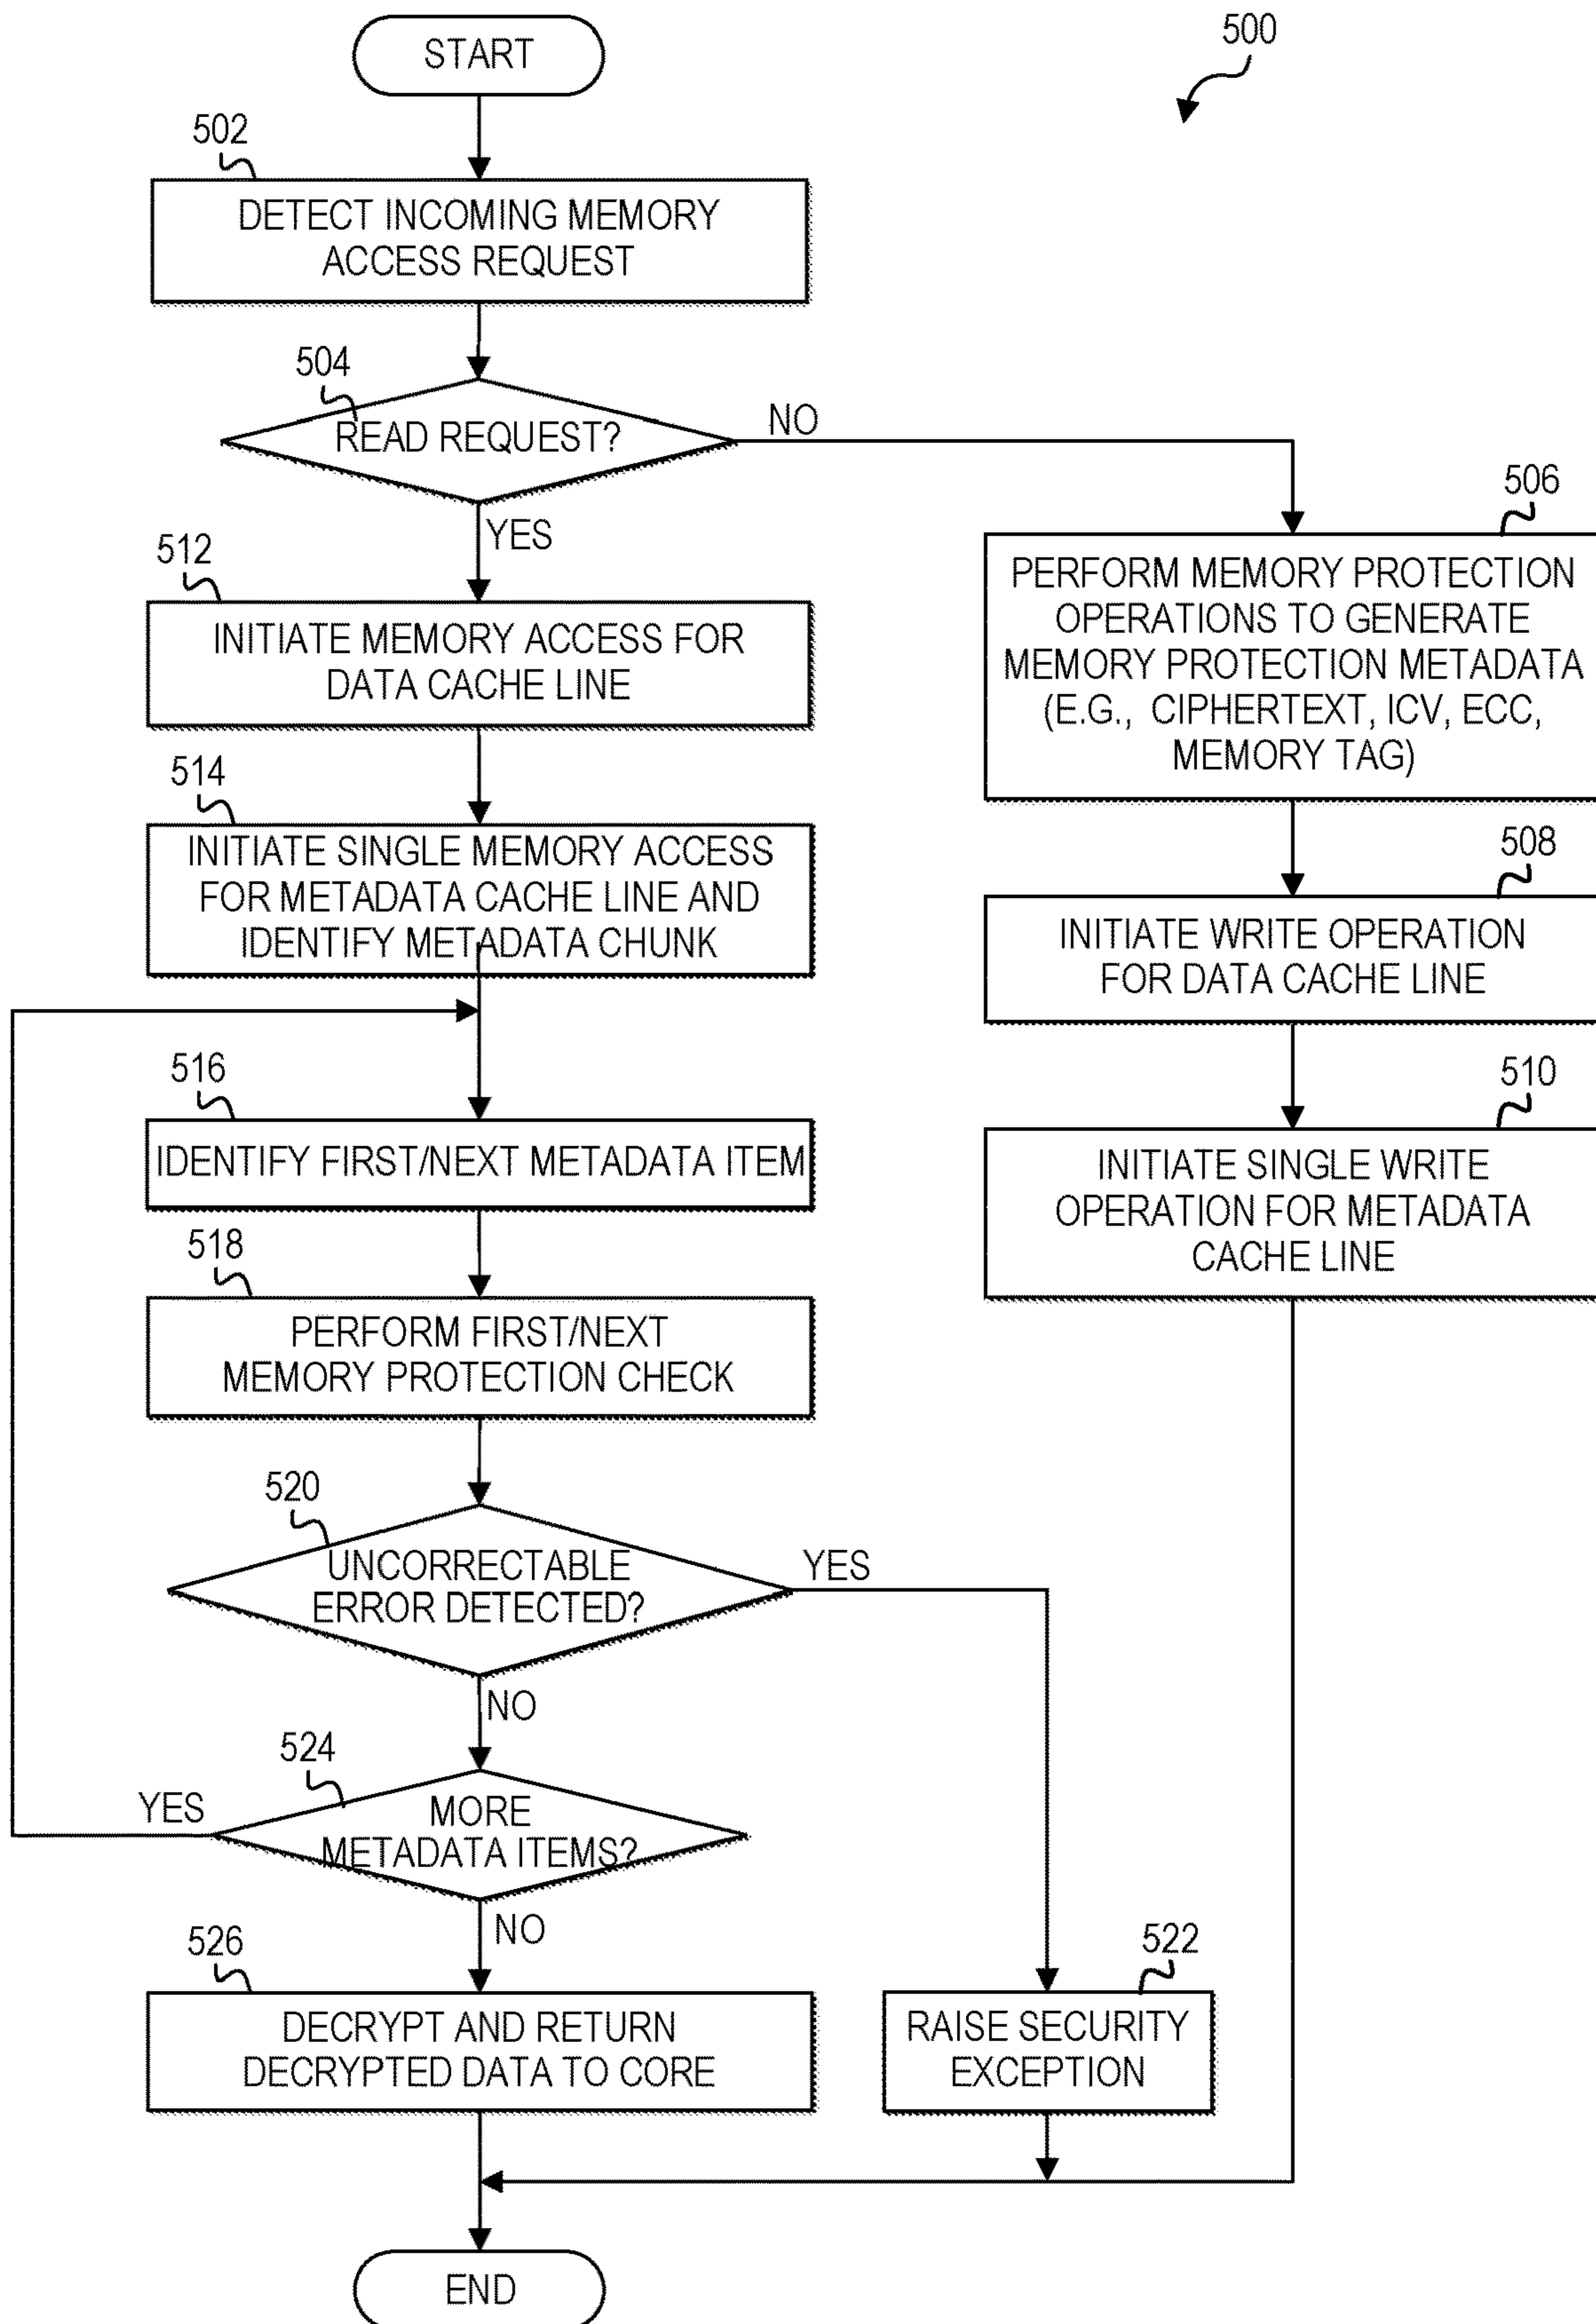 START
500
502
DETECT INCOMING MEMORY
ACCESS REQUEST
504
READ REQUEST?
NO
YES
506
PERFORM MEMORY PROTECTION
OPERATIONS TO GENERATE
MEMORY PROTECTION METADATA
(E.G., CIPHERTEXT, ICV, ECC,
MEMORY TAG)
508
INITIATE WRITE OPERATION
FOR DATA CACHE LINE
510
INITIATE SINGLE WRITE
OPERATION FOR METADATA
CACHE LINE
512
INITIATE MEMORY ACCESS FOR
DATA CACHE LINE
514
INITIATE SINGLE MEMORY ACCESS
FOR METADATA CACHE LINE AND
IDENTIFY METADATA CHUNK
516
IDENTIFY FIRST/NEXT METADATA ITEM
518
PERFORM FIRST/NEXT
MEMORY PROTECTION CHECK
520
UNCORRECTABLE
ERROR DETECTED?
YES
NO
522
RAISE SECURITY
EXCEPTION
524
MORE
METADATA ITEMS?
YES
NO
526
DECRYPT AND RETURN
DECRYPTED DATA TO CORE
END